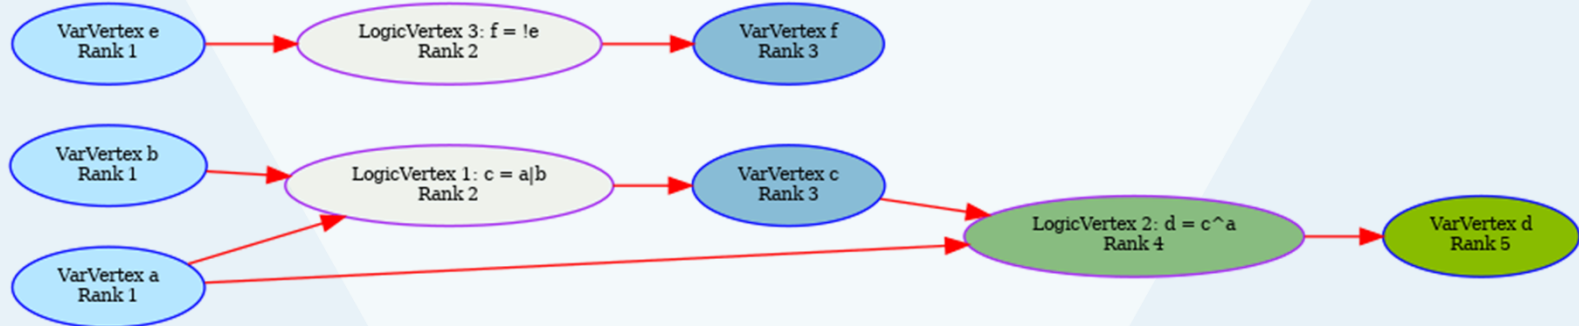 VarVertex e
Rank 1
LogicVertex 3: f = !e
Rank 2
VarVertex f
Rank 3
VarVertex b
Rank 1
LogicVertex 1: c = a|b
Rank 2
VarVertex c
Rank 3
LogicVertex 2: d = c^a
Rank 4
VarVertex d
Rank 5
VarVertex a
Rank 1